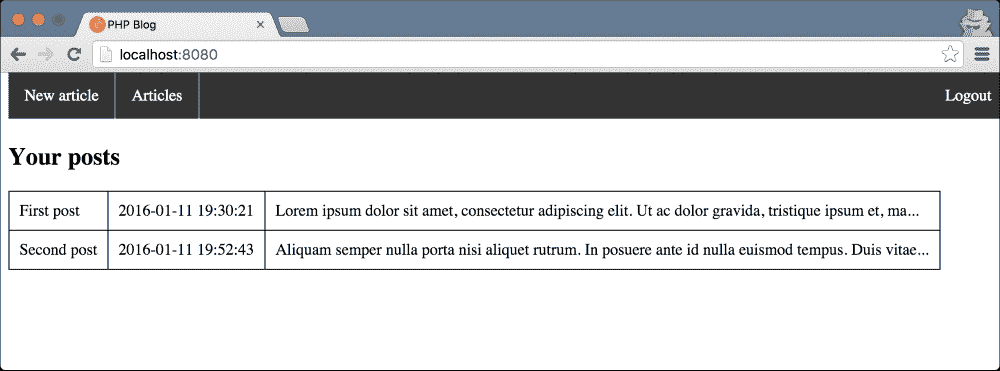 PHP Blog
localhost:8080
New article Articles Logout
Your posts
First post 2016-01-11 19:30:21 Lorem ipsum dolor sit amet, consectetur adipiscing elit. Ut ac dolor gravida, tristique ipsum et, ma...
Second post 2016-01-11 19:52:43 Aliquam semper nulla porta nisi aliquet rutrum. In posuere ante id nulla euismod tempus. Duis vitae...